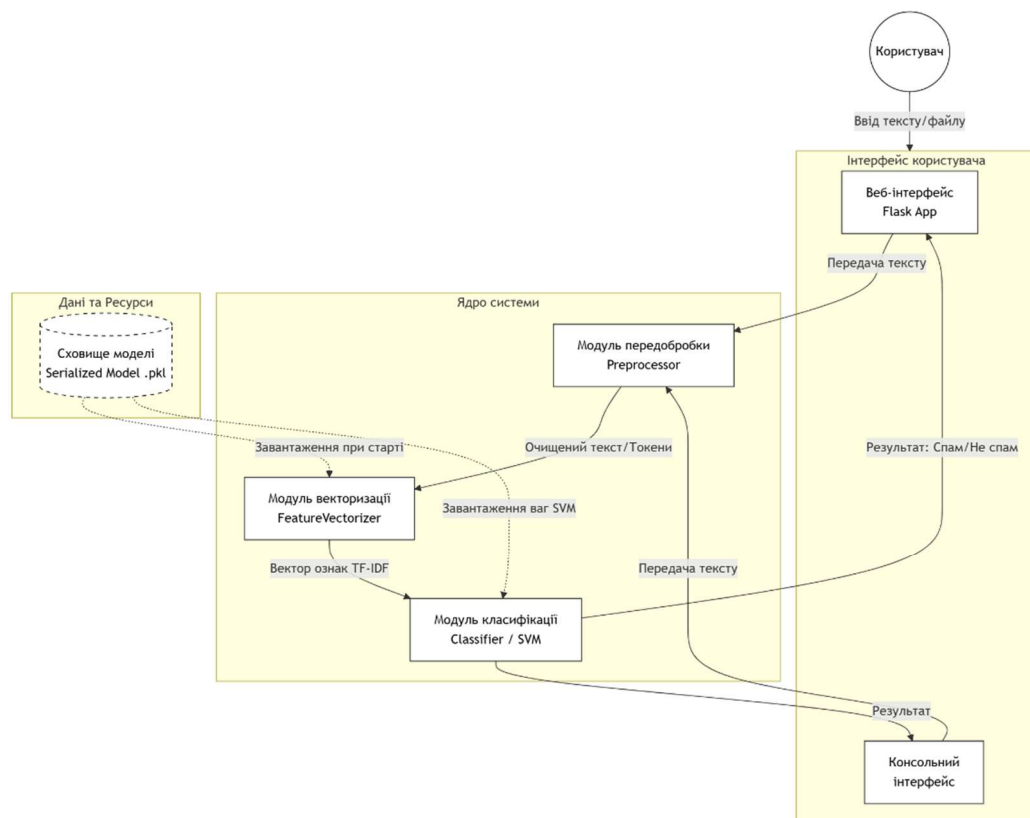 Користувач
Ввід тексту/файлу
Інтерфейс користувача
Веб-інтерфейс
Flask App
Передача тексту
Дані та Ресурси
Сховище моделі
Serialized Model .pkl
Ядро системи
Модуль передобробки
Preprocessor
Завантаження при старті
Очищений текст/Токени
Результат: Спам/Не спам
Модуль векторизації
FeatureVectorizer
Завантаження ваг SVM
Вектор ознак TF-IDF
Передача тексту
Модуль класифікації
Classifier / SVM
Результат
Консольний
інтерфейс